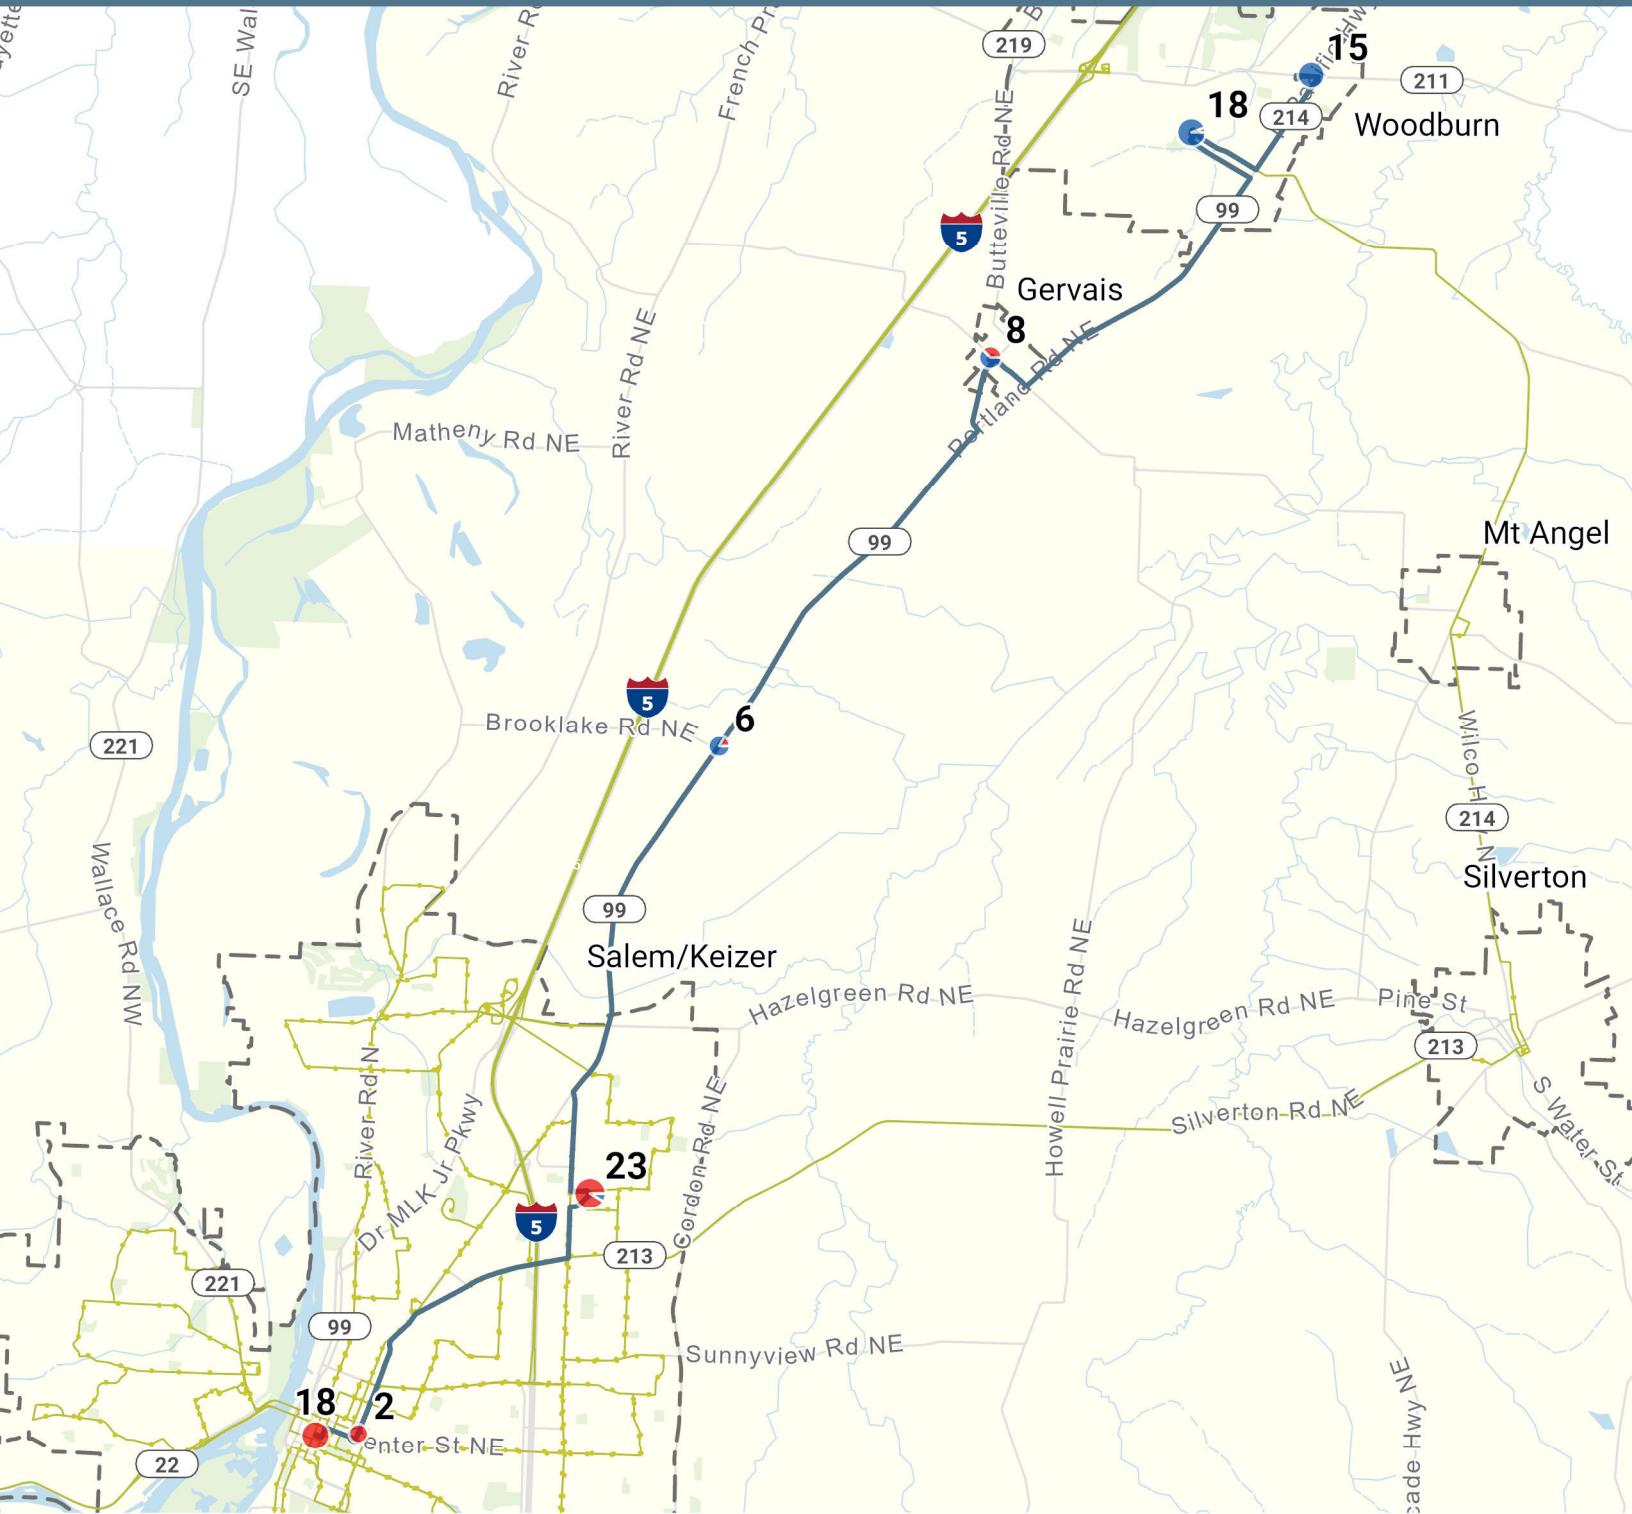 SE Wal
River R
French Pr
219
15
211
18
214
Woodburn
Butteville Rd NE
99
5
Gervais
8
Portland Rd NE
River Rd NE
Matheny Rd NE
99
Mt Angel
5
6
Brooklake Rd NE
221
Wilco H
214
N
Silverton
Wallace Rd NW
99
Salem/Keizer
Hazelgreen Rd NE
Hazelgreen Rd NE
Pine St
213
Howell Prairie Rd NE
River Rd N
Dr MLK Jr Pkwy
Cordon Rd NE
Silverton Rd NE
S Water St
23
5
213
221
99
Sunnyview Rd NE
18
2
enter St NE
22
cade Hwy NE